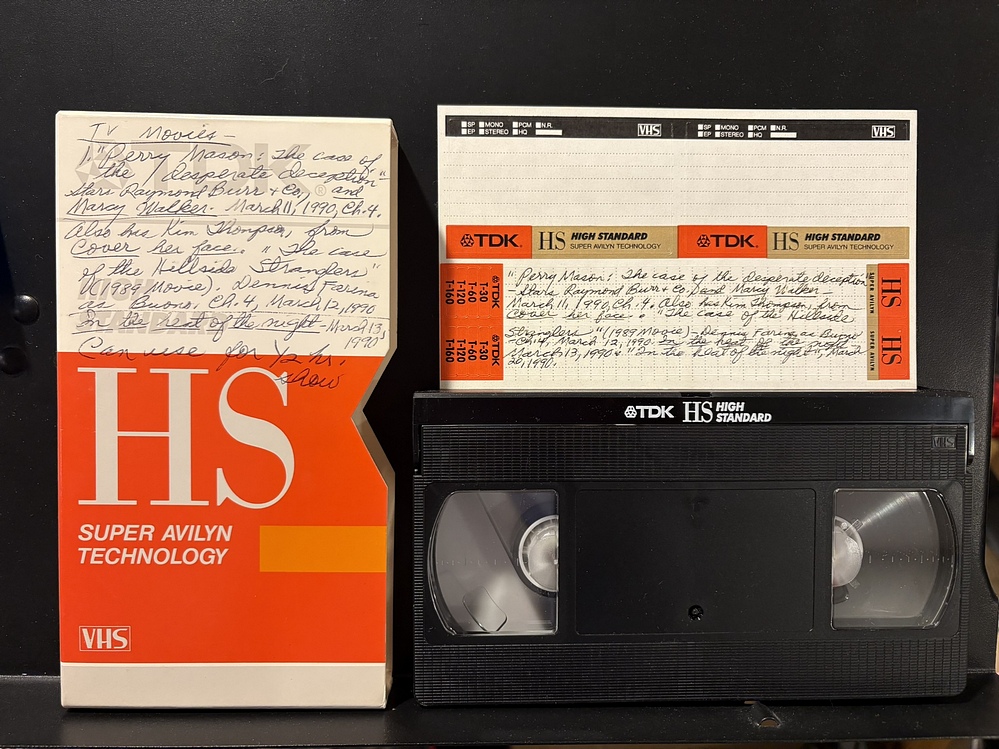 TV Movies-
1. "Perry Mason: The case of
the desperate deception"
Stars Raymond Burr & Co, and
Marcy Walker. March 11, 1990, Ch. 4.
Also has Kim Thompson, from
Cover her face. "The case
of the Hillside Stranglers"
(1989 Movie). Dennis Farina
as Buono. Ch. 4, March 12, 1990
In the heat of the night - March 13,
1990
Can use for 1/2 hr.
show
TDK
HIGH
STANDARD
HS
SUPER AVILYN
TECHNOLOGY
VHS
SP MONO PCM N.R.
EP STEREO HQ
VHS
SP MONO PCM N.R.
EP STEREO HQ
VHS
TDK HS HIGH STANDARD
SUPER AVILYN TECHNOLOGY
TDK HS HIGH STANDARD
SUPER AVILYN TECHNOLOGY
TDK
T-30
T-60
T-120
T-160
TDK
T-30
T-60
T-120
T-160
"Perry Mason: The case of the desperate deception"
Stars Raymond Burr & Co, and Marcy Walker
March 11, 1990, Ch. 4. Also has Kim Thompson, from
Cover her face. "The case of the Hillside
Stranglers" (1989 Movie) - Dennis Farina as Buono
- Ch. 4, March 12, 1990. In the heat of the night"
March 13, 1990 & "In the heat of the night", March
20, 1990.
SUPER AVILYN
HS
SUPER AVILYN
HS
TDK HS HIGH
STANDARD
VHS